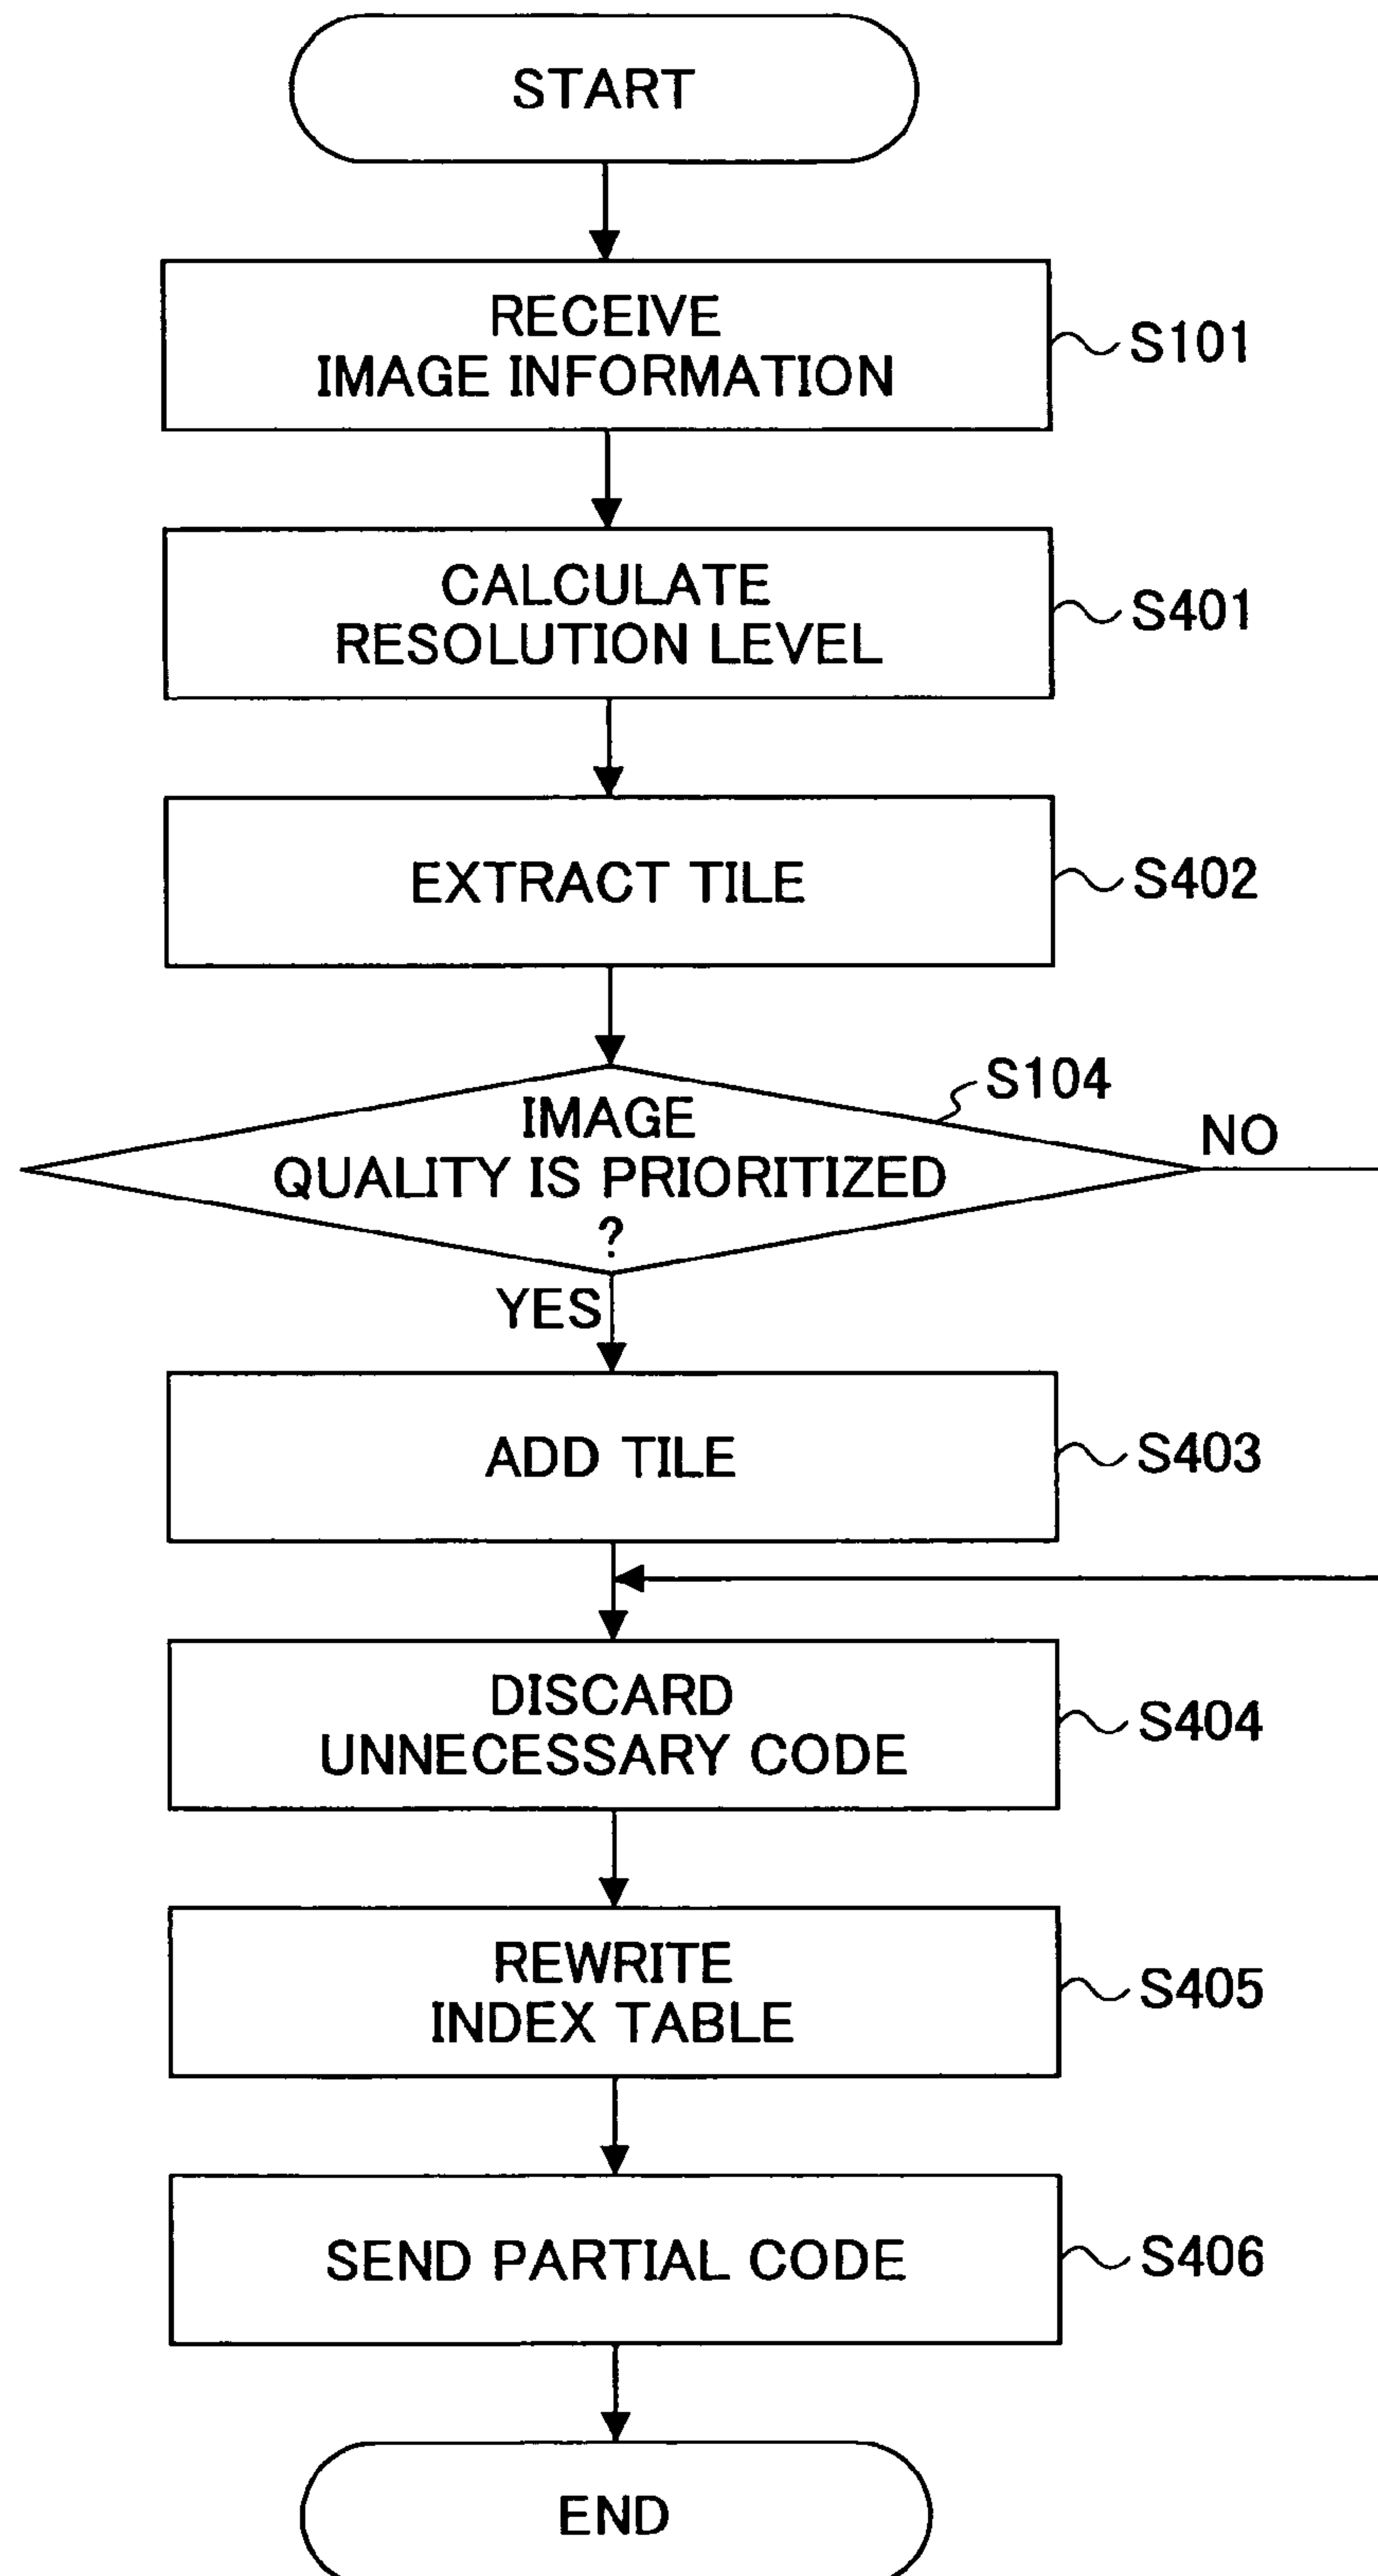 START
RECEIVE
IMAGE INFORMATION
S101
CALCULATE
RESOLUTION LEVEL
S401
EXTRACT TILE
S402
S104
IMAGE
QUALITY IS PRIORITIZED
?
NO
YES
ADD TILE
S403
DISCARD
UNNECESSARY CODE
S404
REWRITE
INDEX TABLE
S405
SEND PARTIAL CODE
S406
END